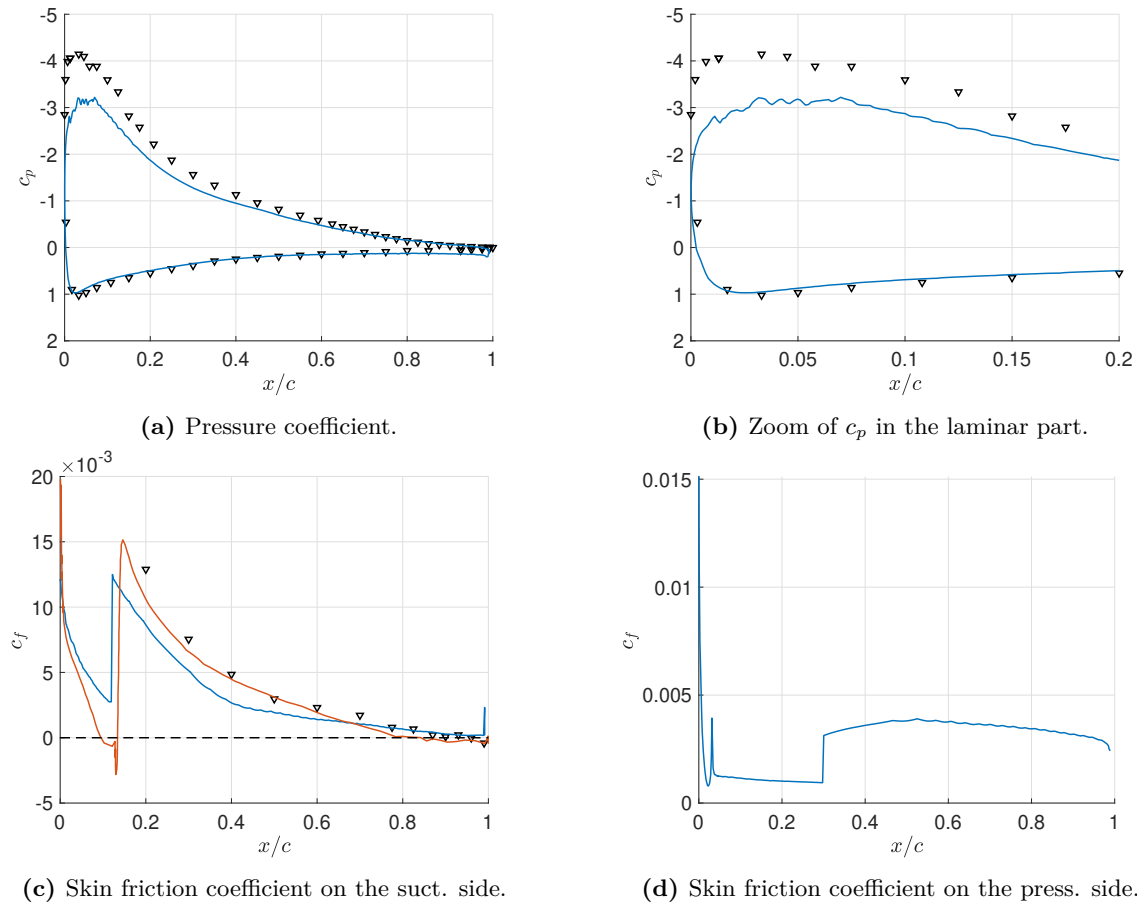 -5
-4
-3
-2
-1
0
1
2
c_p
0 0.2 0.4 0.6 0.8 1
x/c
(a) Pressure coefficient.
-5
-4
-3
-2
-1
0
1
2
c_p
0 0.05 0.1 0.15 0.2
x/c
(b) Zoom of c_p in the laminar part.
×10^-3
20
15
10
5
0
-5
c_f
0 0.2 0.4 0.6 0.8 1
x/c
(c) Skin friction coefficient on the suct. side.
0.015
0.01
0.005
0
c_f
0 0.2 0.4 0.6 0.8 1
x/c
(d) Skin friction coefficient on the press. side.